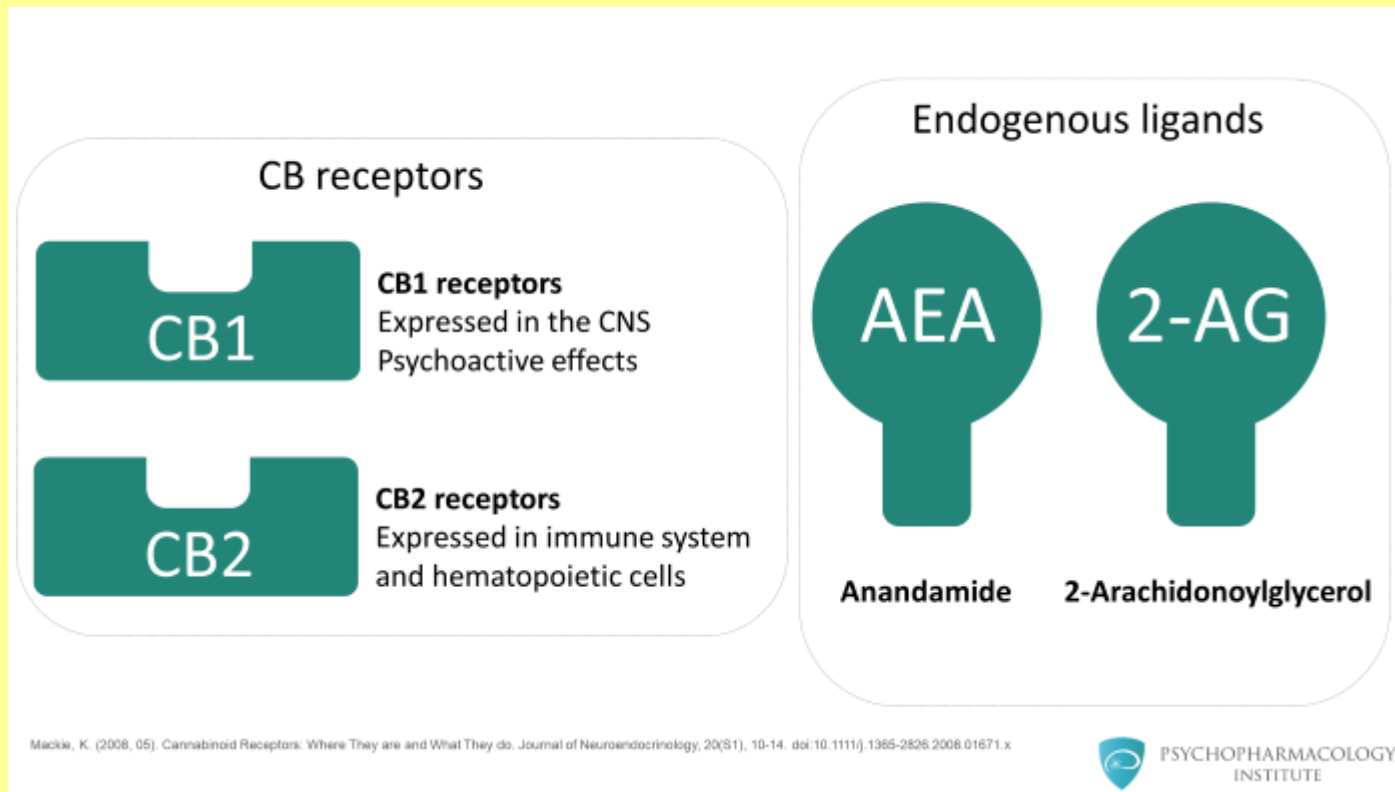 CB receptors
CB1
CB1 receptors
Expressed in the CNS
Psychoactive effects
CB2
CB2 receptors
Expressed in immune system
and hematopoietic cells
Endogenous ligands
AEA
2-AG
Anandamide
2-Arachidonoylglycerol
Mackie, K. (2008, 05). Cannabinoid Receptors: Where They are and What They do. Journal of Neuroendocrinology, 20(S1), 10-14. doi:10.1111/j.1365-2826.2008.01671.x
PSYCHOPHARMACOLOGY
INSTITUTE